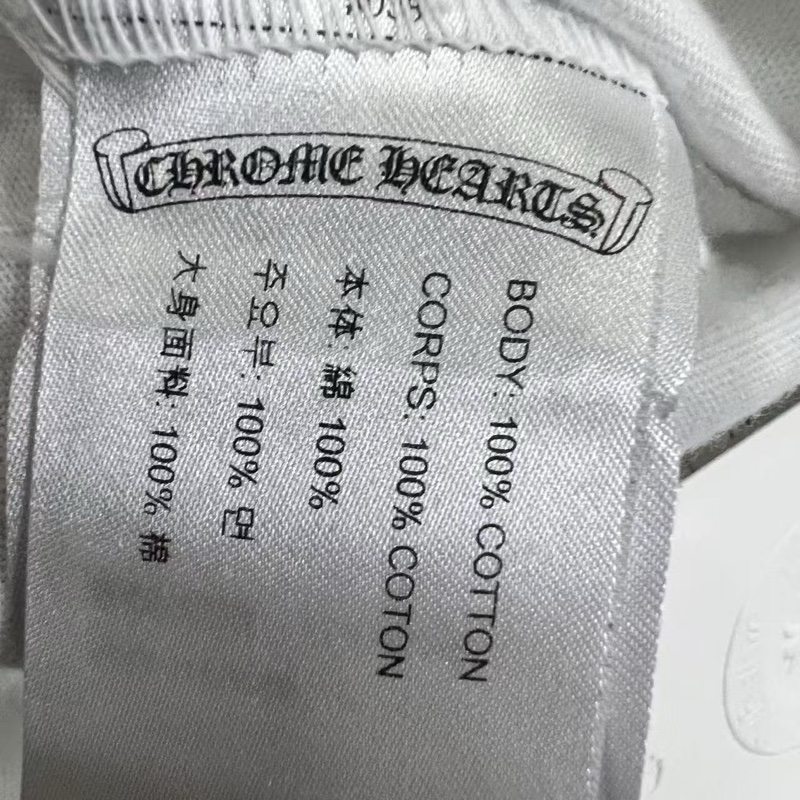 CHROME HEARTS
BODY: 100% COTTON
CORPS: 100% COTON
本体: 綿 100%
주요부: 100% 면
大身面料: 100% 棉